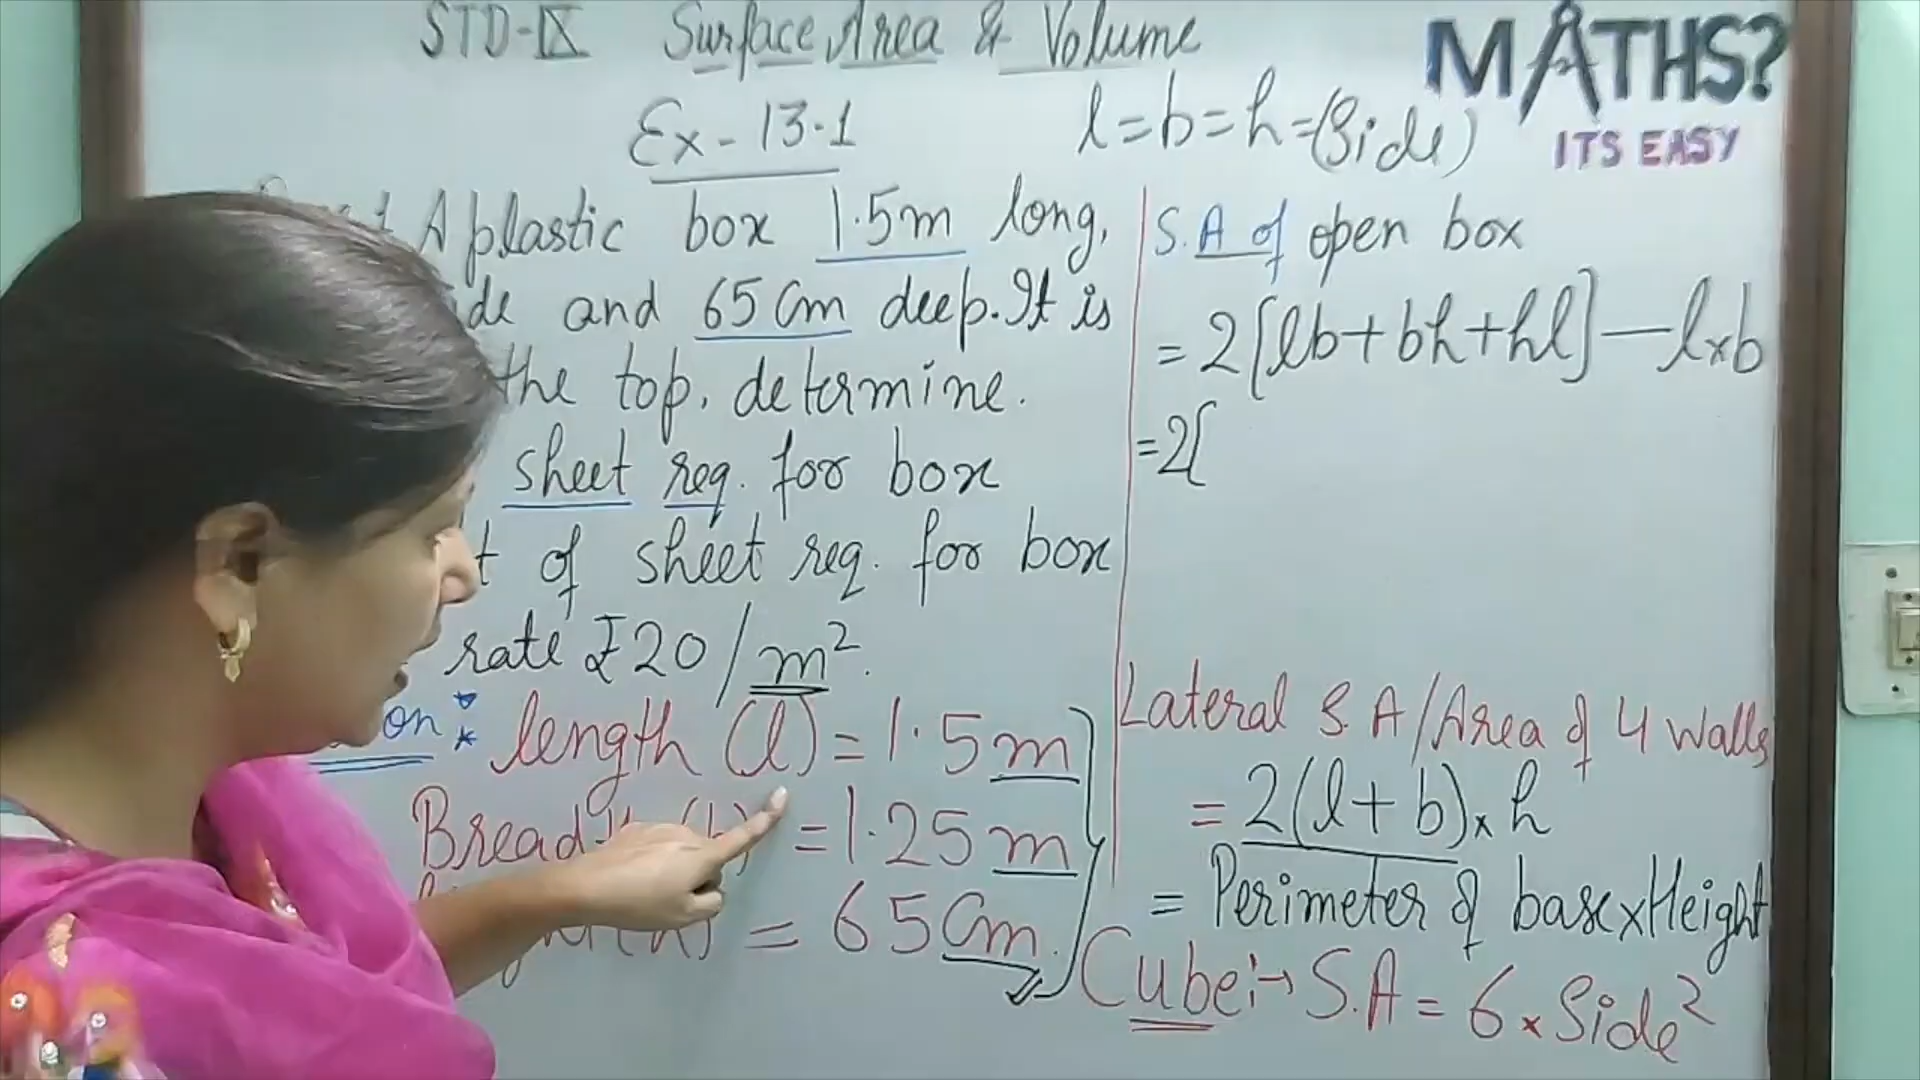 STD-IX Surface Area & Volume
MATHS?
ITS EASY
Ex-13.1
l=b=h=(Side)
A plastic box 1.5m long,
and 65 Cm deep. It is
the top. determine.
sheet req. for box
of sheet req. for box
rate ₹20/m².
on: length (l) = 1.5 m
= 1.25 m
= 65 Cm.
S.A of open box
= 2[lb+bh+hl]-l×b
=2[
Lateral S.A/Area of 4 walls
= 2(l+b)×h
= Perimeter of base×Height
Cube:→ S.A = 6×Side²